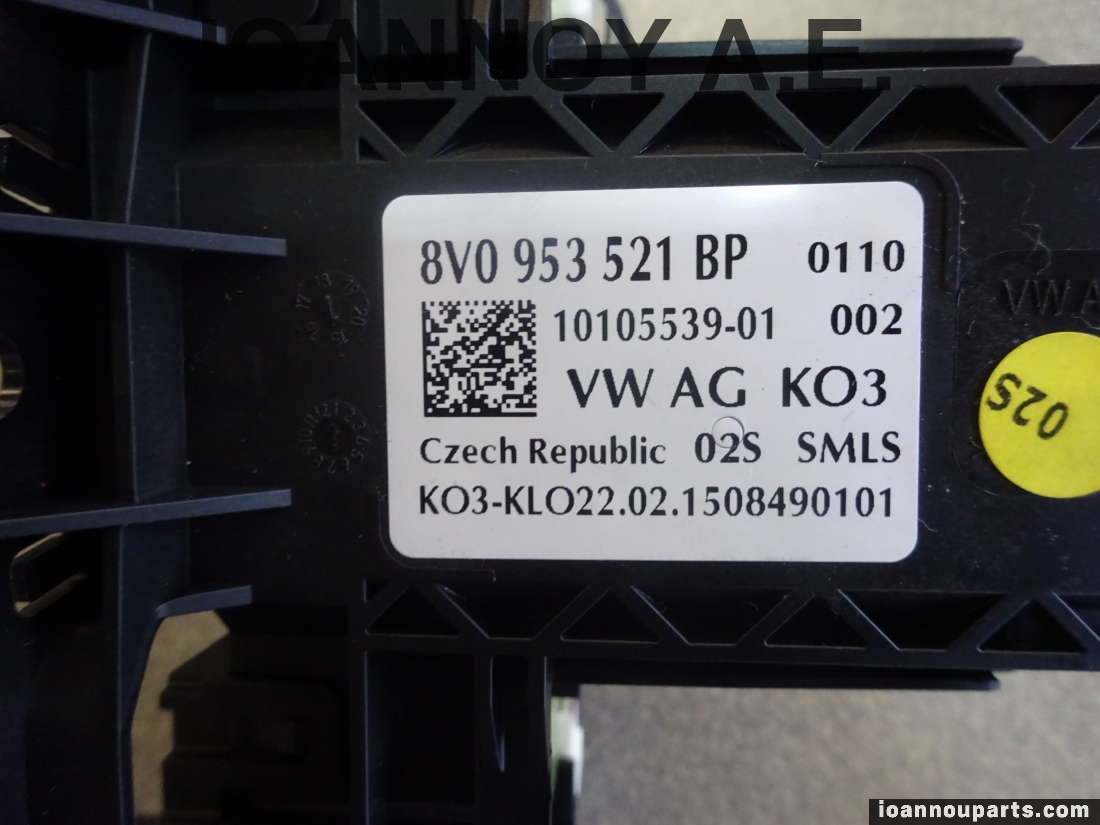 IOANNOY A.E.
8V0 953 521 BP 0110
10105539-01 002
VW AG KO3
Czech Republic 02S SMLS
KO3-KLO22.02.1508490101
VW A
02S
ioannouparts.com